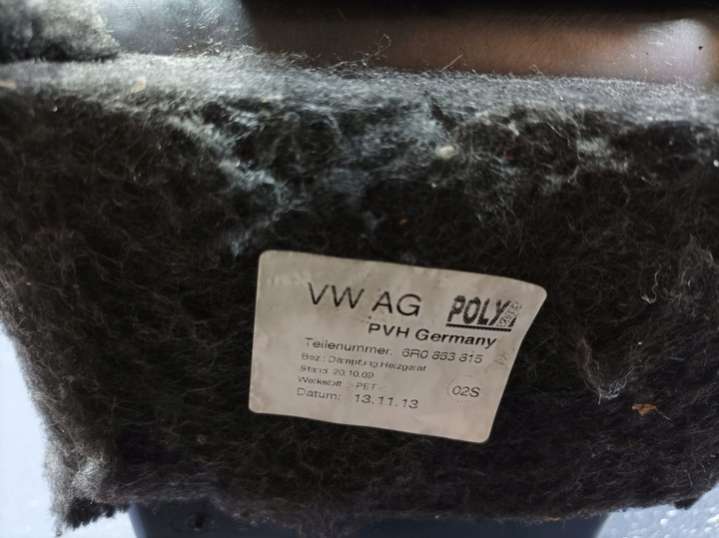 VW AG POLY
PVH Germany
Teilenummer: 6R0 863 815
Bez.: Dämpfung Heizgerät
Stand: 20.10.09
Werkstoff: >PET<
02S
Datum: 13.11.13